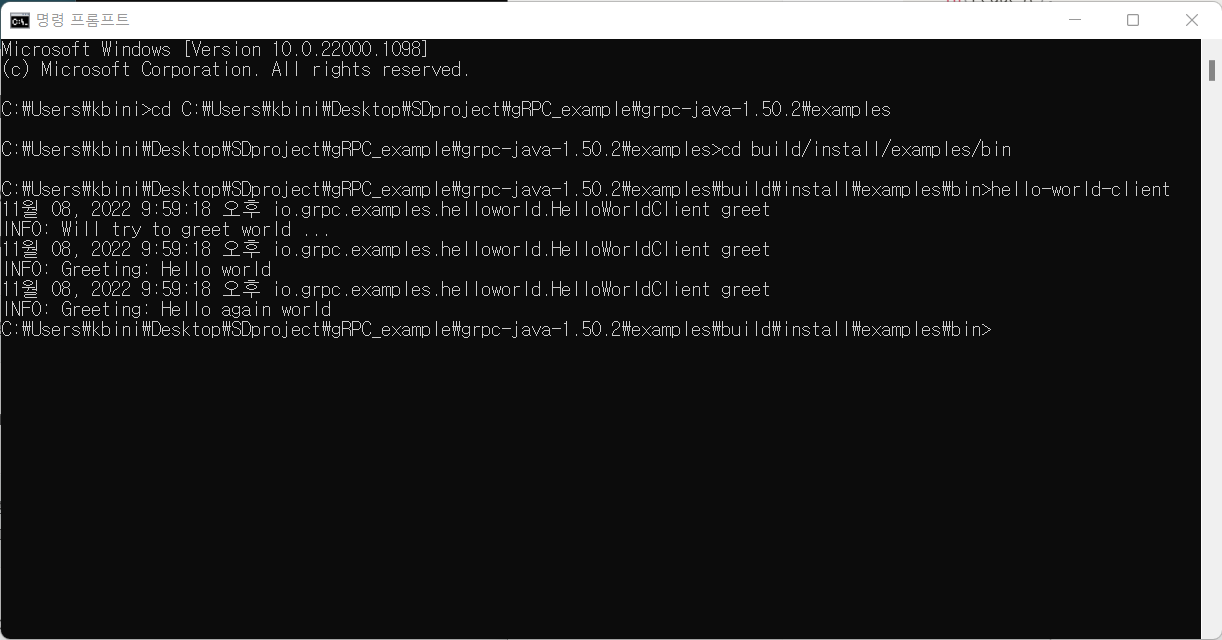 명령 프롬프트
Microsoft Windows [Version 10.0.22000.1098]
(c) Microsoft Corporation. All rights reserved.
C:₩Users₩kbini>cd C:₩Users₩kbini₩Desktop₩SDproject₩gRPC_example₩grpc-java-1.50.2₩examples
C:₩Users₩kbini₩Desktop₩SDproject₩gRPC_example₩grpc-java-1.50.2₩examples>cd build/install/examples/bin
C:₩Users₩kbini₩Desktop₩SDproject₩gRPC_example₩grpc-java-1.50.2₩examples₩build₩install₩examples₩bin>hello-world-client
11월 08, 2022 9:59:18 오후 io.grpc.examples.helloworld.HelloWorldClient greet
INFO: Will try to greet world ...
11월 08, 2022 9:59:18 오후 io.grpc.examples.helloworld.HelloWorldClient greet
INFO: Greeting: Hello world
11월 08, 2022 9:59:18 오후 io.grpc.examples.helloworld.HelloWorldClient greet
INFO: Greeting: Hello again world
C:₩Users₩kbini₩Desktop₩SDproject₩gRPC_example₩grpc-java-1.50.2₩examples₩build₩install₩examples₩bin>